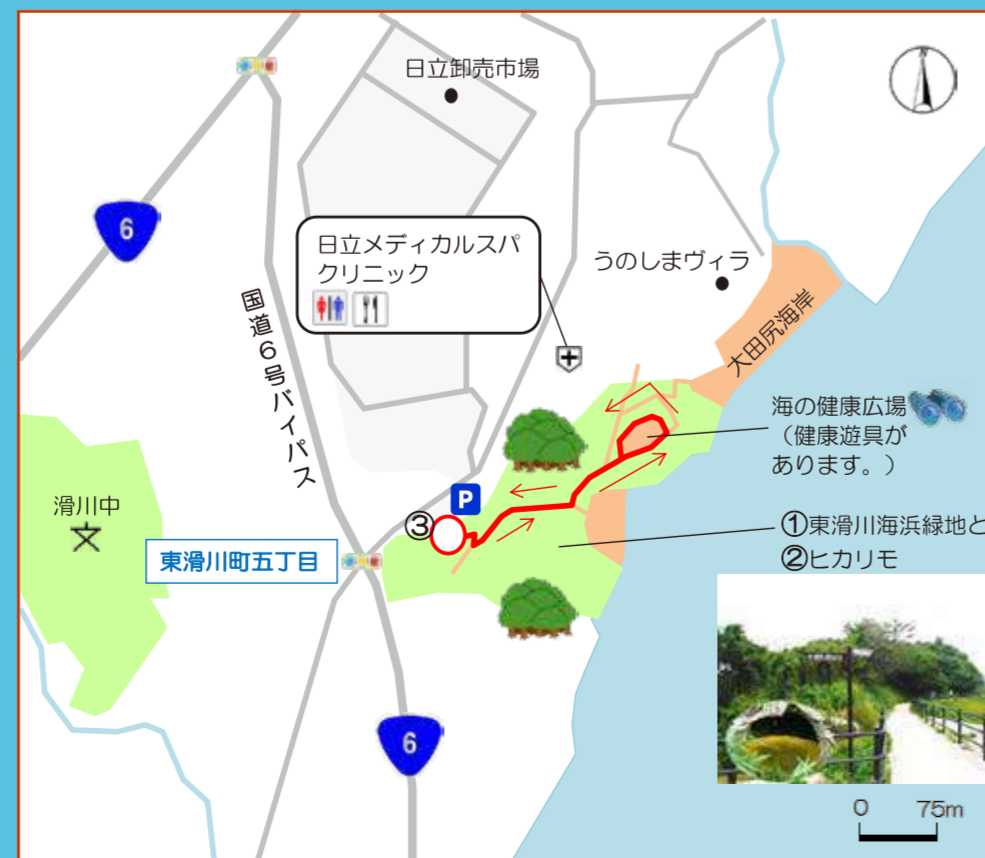 日立卸売市場
6
日立メディカルスパ
クリニック
うのしまヴィラ
国道6号バイパス
大田尻海岸
海の健康広場
（健康遊具が
あります。）
滑川中
文
P
③
東滑川町五丁目
①東滑川海浜緑地と
②ヒカリモ
6
0 75m